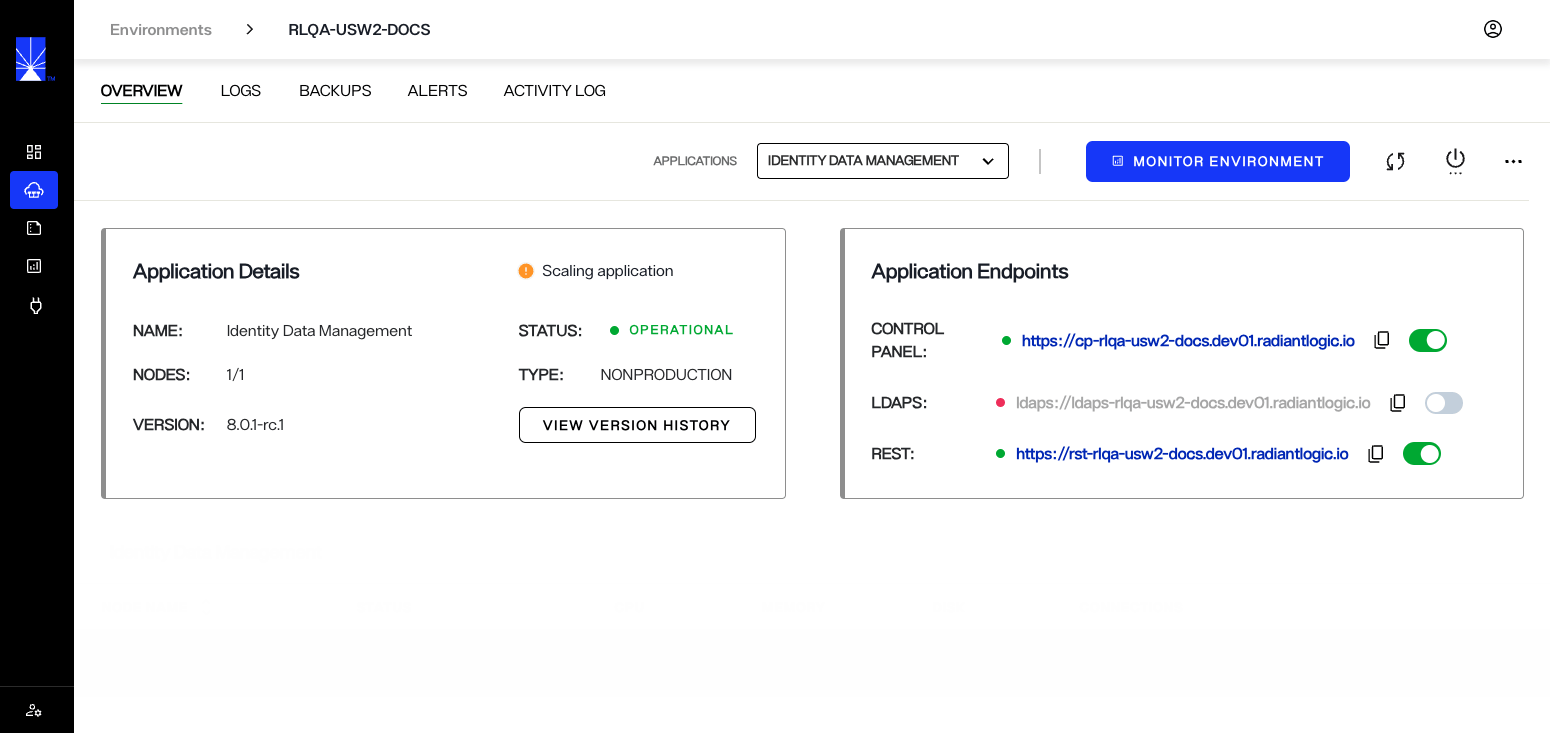 Environments > RLQA-USW2-DOCS
OVERVIEW LOGS BACKUPS ALERTS ACTIVITY LOG
APPLICATIONS IDENTITY DATA MANAGEMENT MONITOR ENVIRONMENT
Application Details
Scaling application
NAME: Identity Data Management
STATUS: OPERATIONAL
NODES: 1/1
TYPE: NONPRODUCTION
VERSION: 8.0.1-rc.1
VIEW VERSION HISTORY
Application Endpoints
CONTROL
PANEL: https://cp-rlqa-usw2-docs.dev01.radiantlogic.io
LDAPS: ldaps://ldaps-rlqa-usw2-docs.dev01.radiantlogic.io
REST: https://rst-rlqa-usw2-docs.dev01.radiantlogic.io